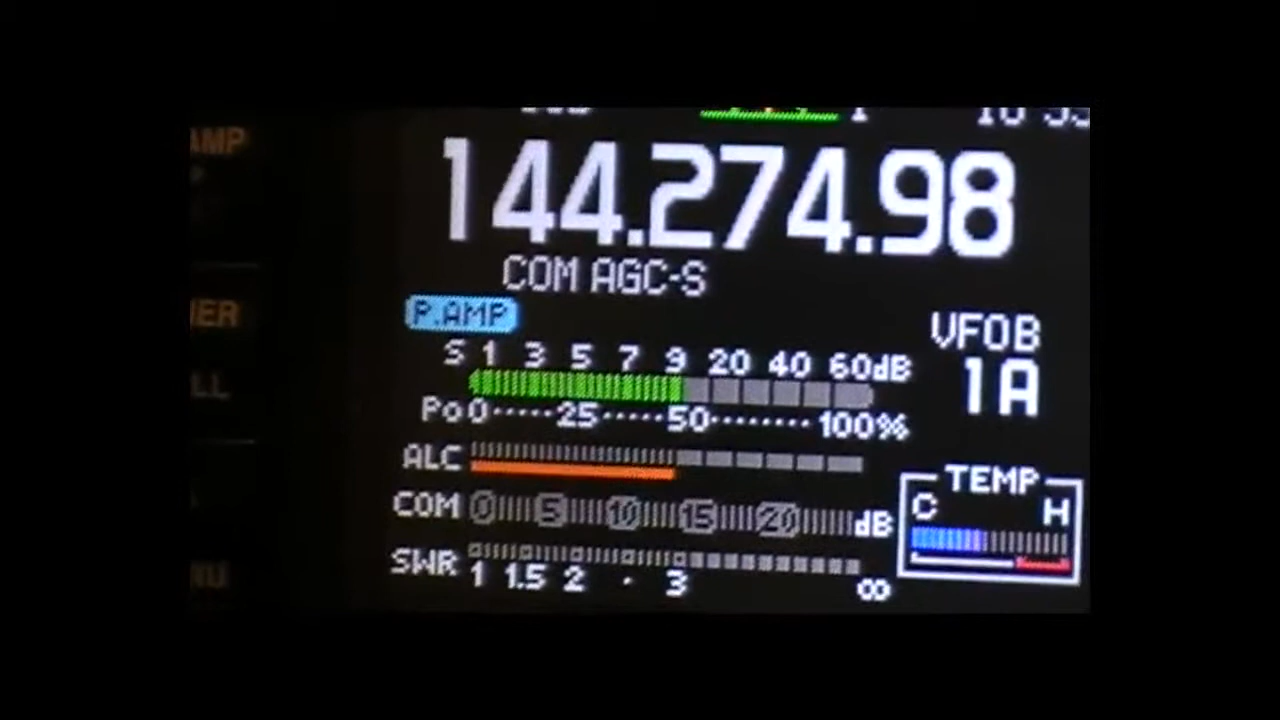 AMP
144.274.98
COM AGC-S
P.AMP
VFOB
1A
S 1 3 5 7 9 20 40 60dB
Po 0 25 50 100%
ALC
COM 0 5 10 15 20 dB
SWR 1 1.5 2 · 3 ∞
TEMP
C H